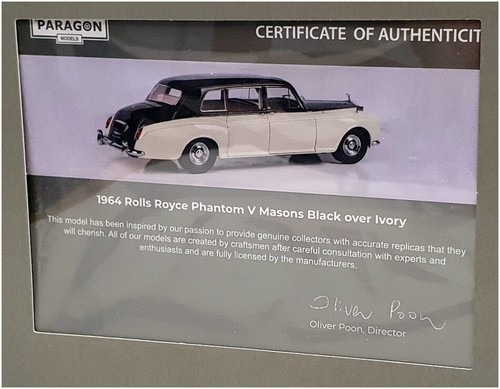 PARAGON
MODELS
CERTIFICATE OF AUTHENTICIT
1964 Rolls Royce Phantom V Masons Black over Ivory
This model has been inspired by our passion to provide genuine collectors with accurate replicas that they
will cherish. All of our models are created by craftsmen after careful consultation with experts and
enthusiasts and are fully licensed by the manufacturers.
Oliver Poon
Oliver Poon, Director